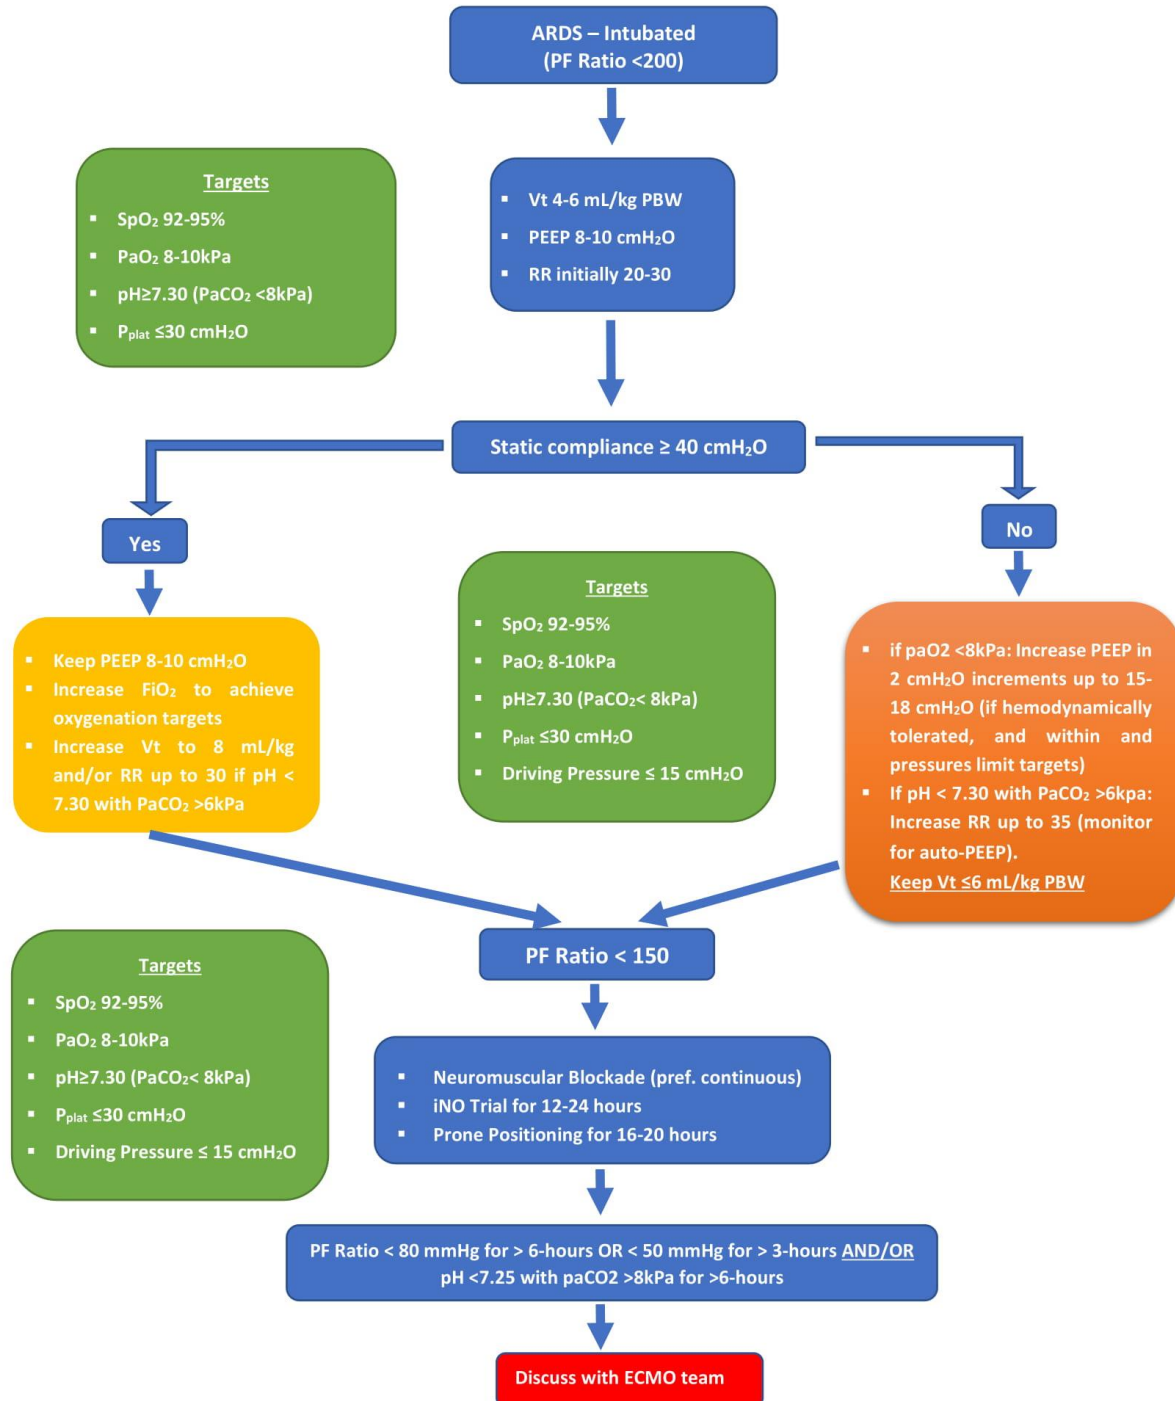 ARDS – Intubated
(PF Ratio <200)
Targets
▪ SpO₂ 92-95%
▪ PaO₂ 8-10kPa
▪ pH≥7.30 (PaCO₂ <8kPa)
▪ Pₚₗₐₜ ≤30 cmH₂O
▪ Vt 4-6 mL/kg PBW
▪ PEEP 8-10 cmH₂O
▪ RR initially 20-30
Static compliance ≥ 40 cmH₂O
Yes
No
▪ Keep PEEP 8-10 cmH₂O
▪ Increase FiO₂ to achieve
oxygenation targets
▪ Increase Vt to 8 mL/kg
and/or RR up to 30 if pH <
7.30 with PaCO₂ >6kPa
Targets
▪ SpO₂ 92-95%
▪ PaO₂ 8-10kPa
▪ pH≥7.30 (PaCO₂< 8kPa)
▪ Pₚₗₐₜ ≤30 cmH₂O
▪ Driving Pressure ≤ 15 cmH₂O
▪ if paO2 <8kPa: Increase PEEP in
2 cmH₂O increments up to 15-
18 cmH₂O (if hemodynamically
tolerated, and within and
pressures limit targets)
▪ If pH < 7.30 with PaCO₂ >6kpa:
Increase RR up to 35 (monitor
for auto-PEEP).
Keep Vt ≤6 mL/kg PBW
PF Ratio < 150
Targets
▪ SpO₂ 92-95%
▪ PaO₂ 8-10kPa
▪ pH≥7.30 (PaCO₂< 8kPa)
▪ Pₚₗₐₜ ≤30 cmH₂O
▪ Driving Pressure ≤ 15 cmH₂O
▪ Neuromuscular Blockade (pref. continuous)
▪ iNO Trial for 12-24 hours
▪ Prone Positioning for 16-20 hours
PF Ratio < 80 mmHg for > 6-hours OR < 50 mmHg for > 3-hours AND/OR
pH <7.25 with paCO2 >8kPa for >6-hours
Discuss with ECMO team